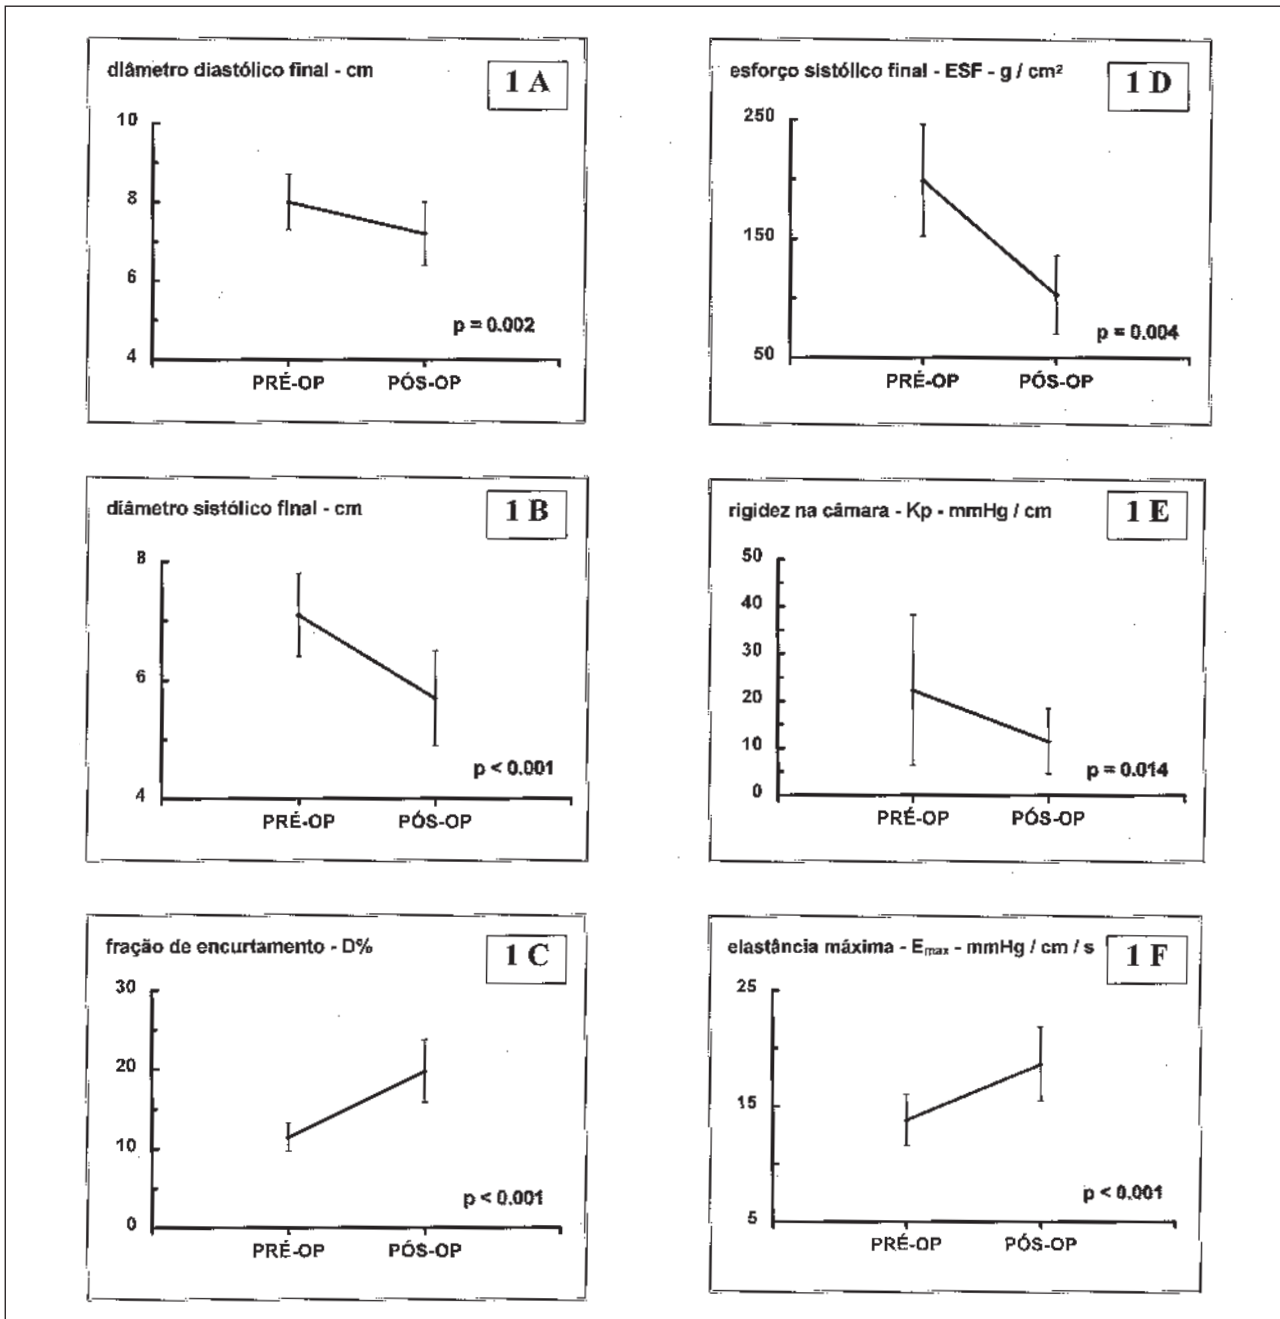 diâmetro diastólico final - cm
1 A
10
8
6
4
p = 0.002
PRÉ-OP PÓS-OP
esforço sistólico final - ESF - g / cm²
1 D
250
150
50
p = 0.004
PRÉ-OP PÓS-OP
diâmetro sistólico final - cm
1 B
8
6
4
p < 0.001
PRÉ-OP PÓS-OP
rigidez na câmara - Kp - mmHg / cm
1 E
50
40
30
20
10
0
p = 0.014
PRÉ-OP PÓS-OP
fração de encurtamento - D%
1 C
30
20
10
0
p < 0.001
PRÉ-OP PÓS-OP
elastância máxima - Emax - mmHg / cm / s
1 F
25
15
5
p < 0.001
PRÉ-OP PÓS-OP